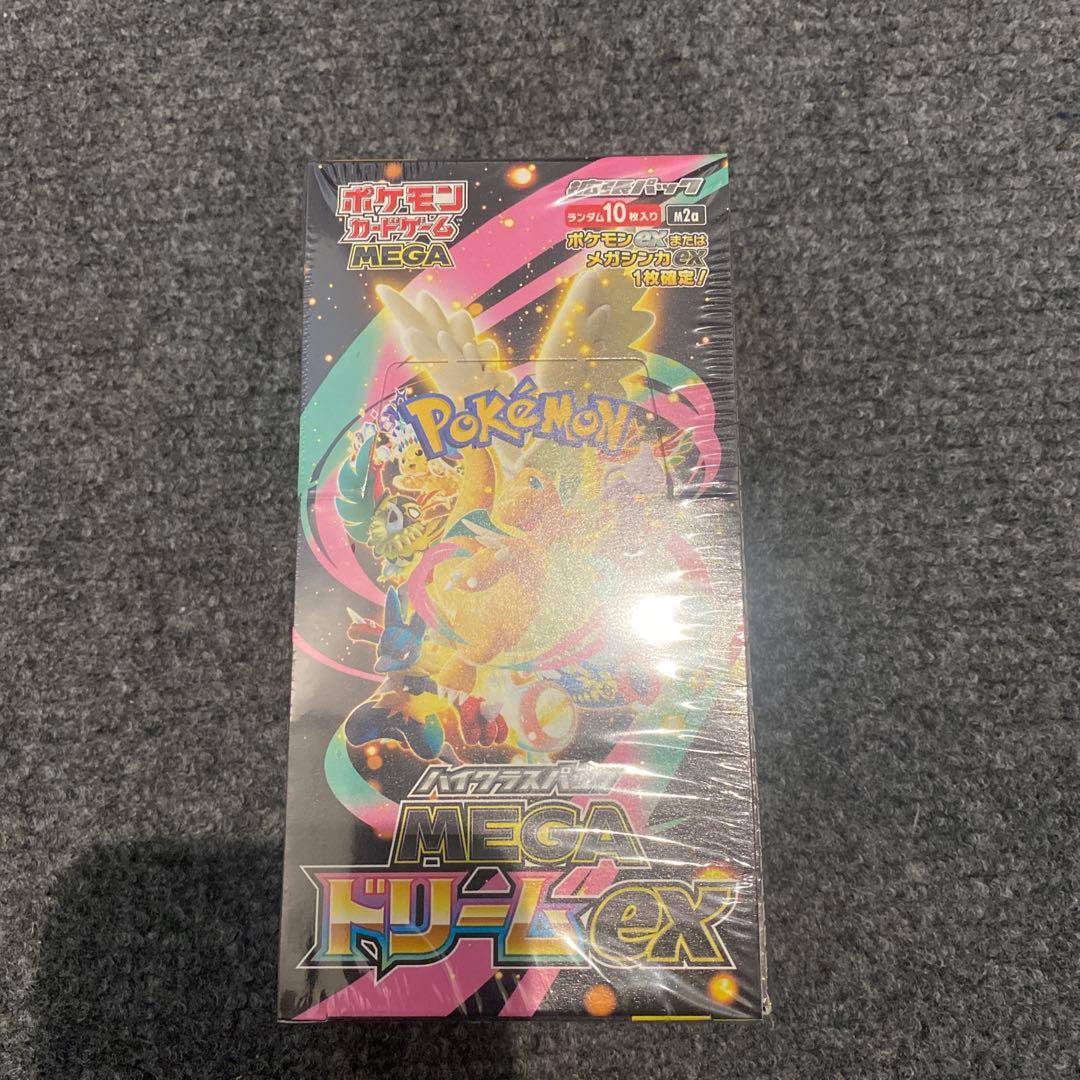 ポケモン
カードゲーム
MEGA
拡張パック
ランダム10枚入り
M2a
ポケモンexまたは
メガシンカex
1枚確定！
POKéMON
ハイクラスパック
MEGA
ドリームex